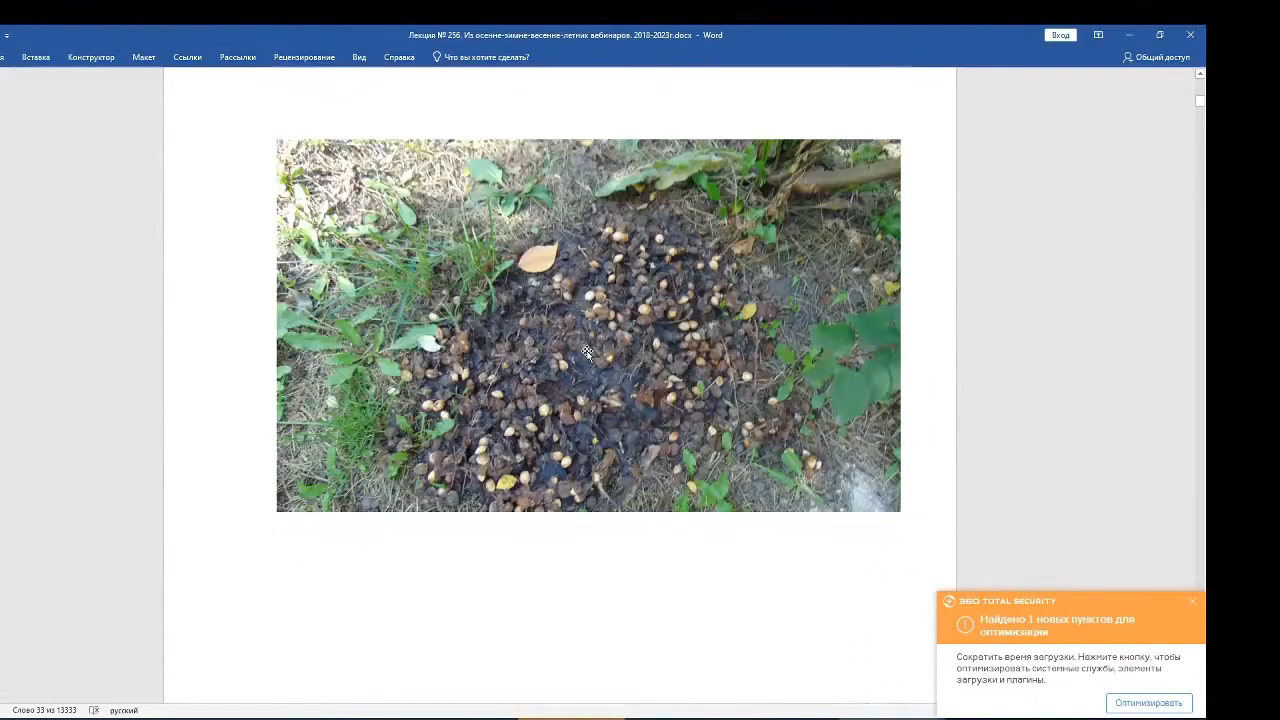 Лекция № 256. Из осенне-зимне-весенне-летних вебинаров. 2018-2023г.docx - Word
Вход
я Вставка Конструктор Макет Ссылки Рассылки Рецензирование Вид Справка Что вы хотите сделать? Общий доступ
360 TOTAL SECURITY
Найдено 1 новых пунктов для
оптимизации
Сократить время загрузки. Нажмите кнопку, чтобы
оптимизировать системные службы, элементы
загрузки и плагины.
Оптимизировать
Слово 33 из 13333 русский